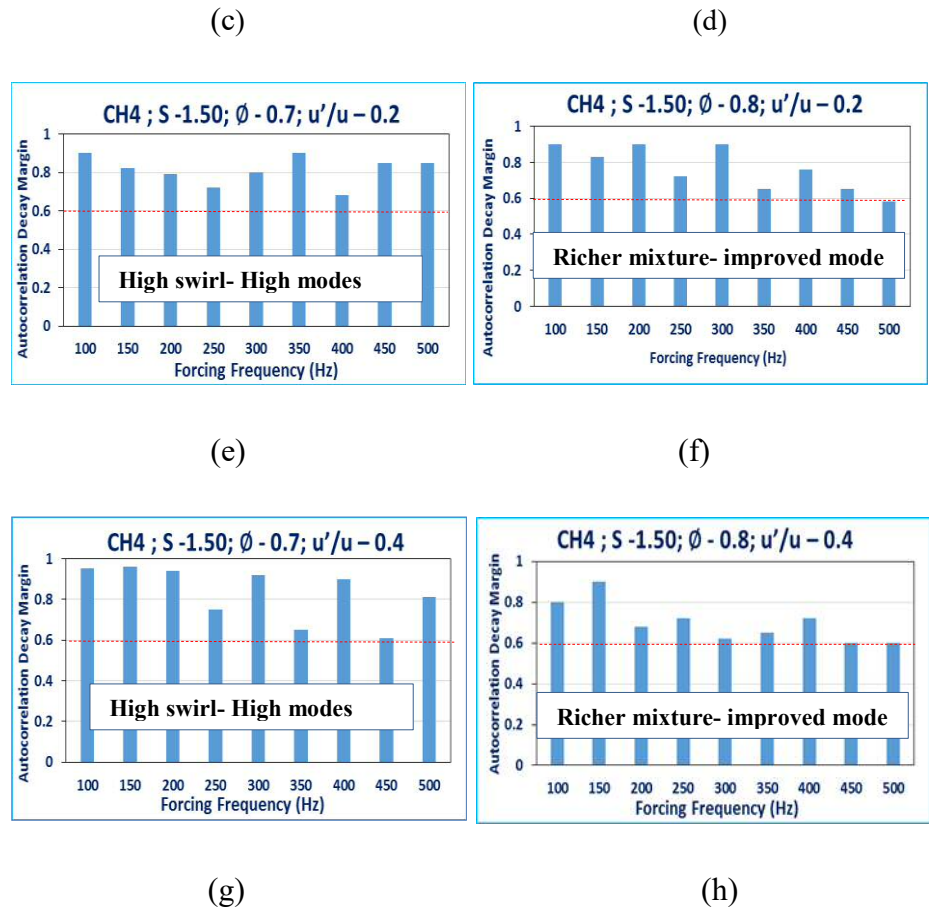 (c)
(d)
CH4 ; S -1.50; Ø - 0.7; u’/u – 0.2
Autocorrelation Decay Margin
1
0.8
0.6
0.4
0.2
0
High swirl- High modes
100 150 200 250 300 350 400 450 500
Forcing Frequency (Hz)
CH4 ; S -1.50; Ø - 0.8; u’/u – 0.2
Autocorrelation Decay Margin
1
0.8
0.6
0.4
0.2
0
Richer mixture- improved mode
100 150 200 250 300 350 400 450 500
Forcing Frequency (Hz)
(e)
(f)
CH4 ; S -1.50; Ø - 0.7; u’/u - 0.4
Autocorrelation Decay Margin
1
0.8
0.6
0.4
0.2
0
High swirl- High modes
100 150 200 250 300 350 400 450 500
Forcing Frequency (Hz)
CH4 ; S -1.50; Ø - 0.8; u’/u – 0.4
Autocorrelation Decay Margin
1
0.8
0.6
0.4
0.2
0
Richer mixture- improved mode
100 150 200 250 300 350 400 450 500
Forcing Frequency (Hz)
(g)
(h)